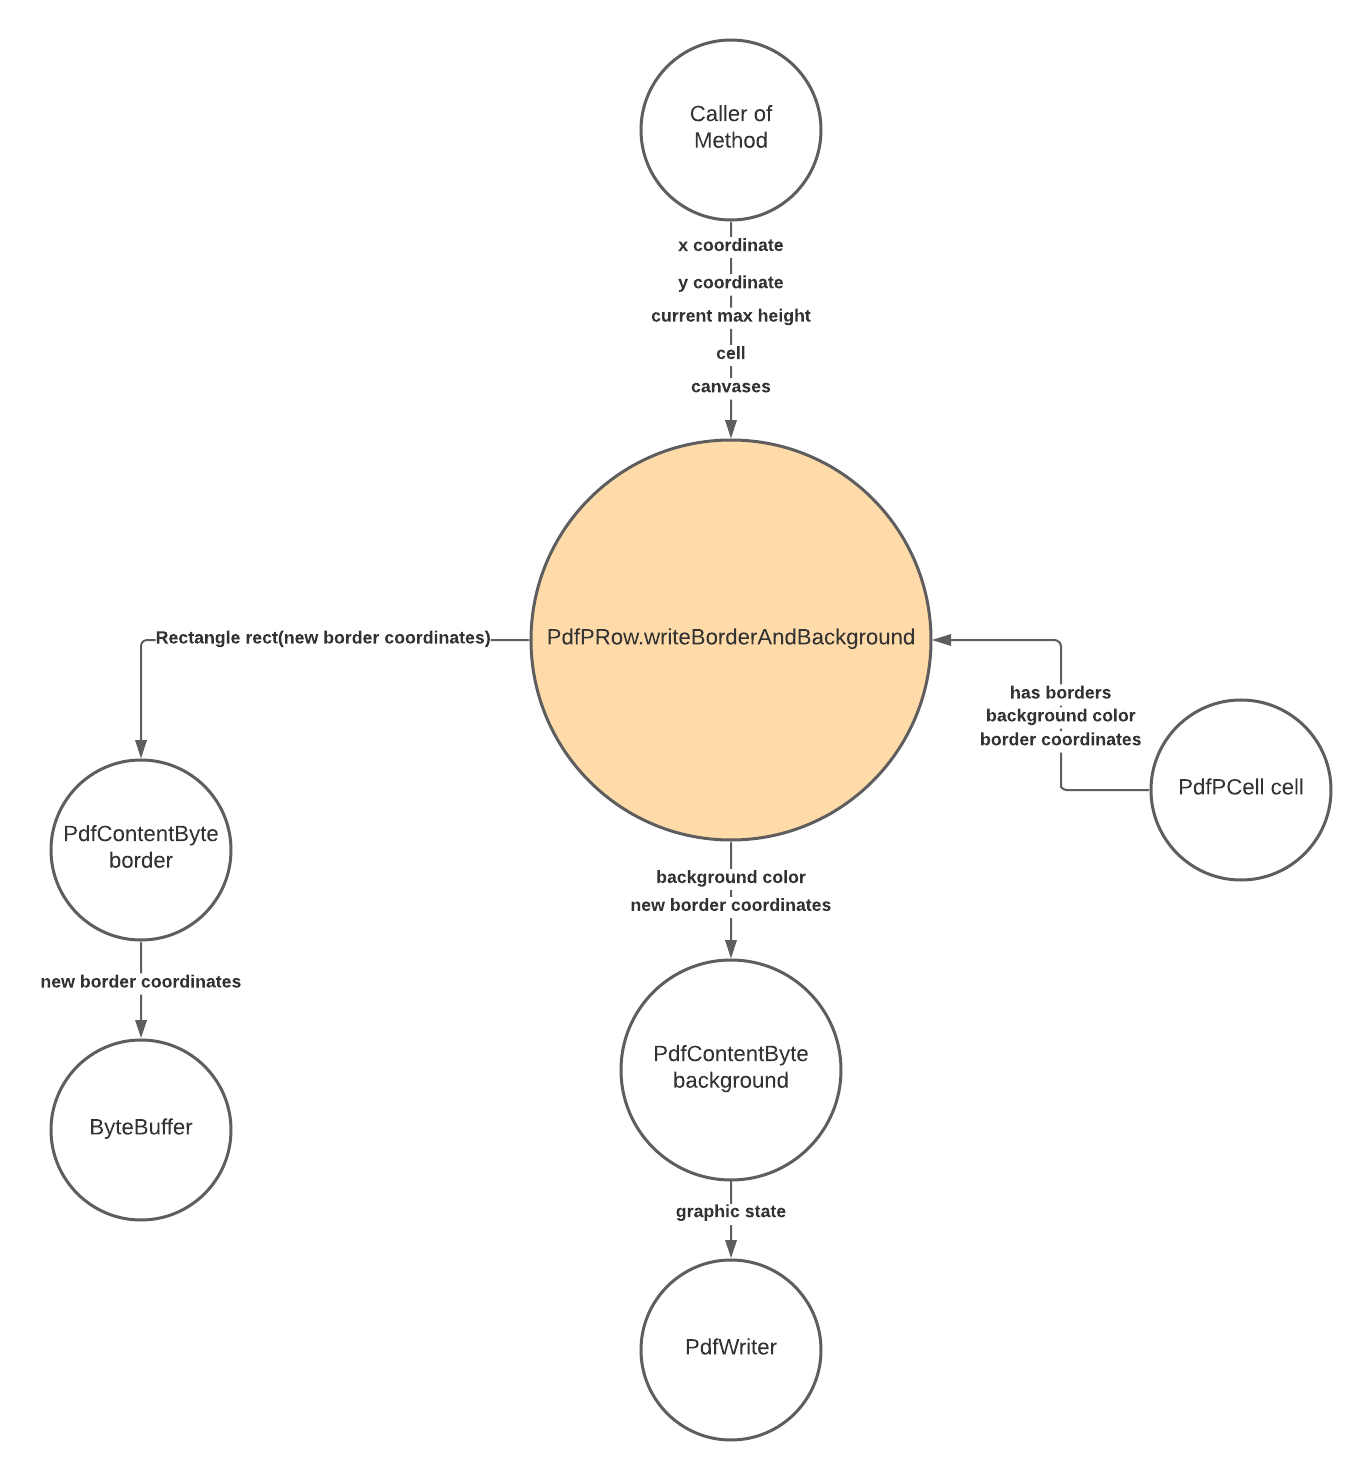 Caller of
Method
x coordinate
y coordinate
current max height
cell
canvases
PdfPRow.writeBorderAndBackground
Rectangle rect(new border coordinates)
has borders
background color
border coordinates
PdfPCell cell
PdfContentByte
border
background color
new border coordinates
new border coordinates
PdfContentByte
background
ByteBuffer
graphic state
PdfWriter